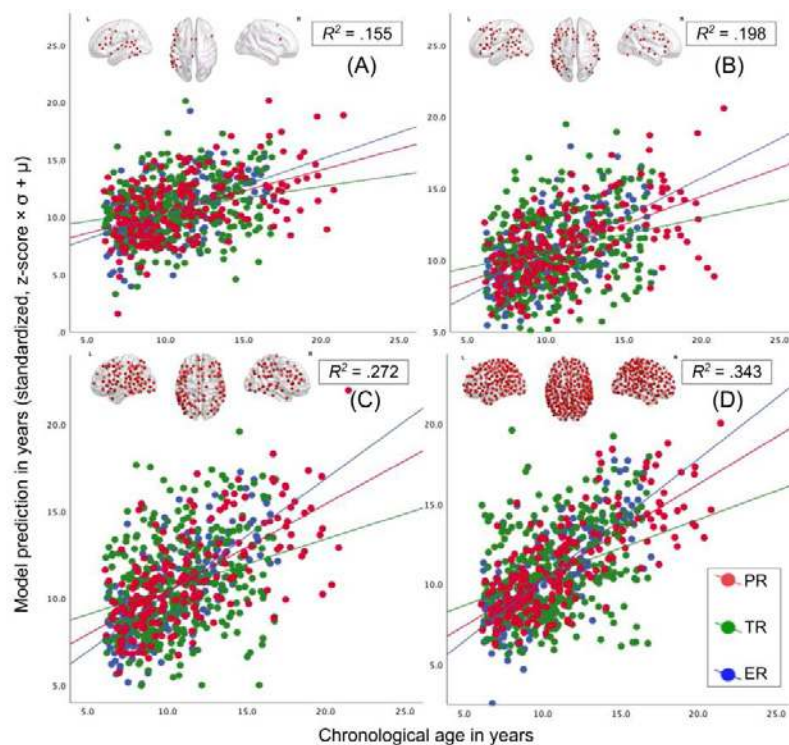 L R
R² = .155
(A)
25.0
20.0
15.0
10.0
5.0
.0
5.0 10.0 15.0 20.0 25.0
L R
R² = .198
(B)
25.0
20.0
15.0
10.0
5.0
5.0 10.0 15.0 20.0 25.0
L R
R² = .272
(C)
20.0
15.0
10.0
5.0
5.0 10.0 15.0 20.0 25.0
L R
R² = .343
(D)
20.0
15.0
10.0
5.0
5.0 10.0 15.0 20.0 25.0
PR
TR
ER
Model prediction in years (standardized, z-score × σ + μ)
Chronological age in years